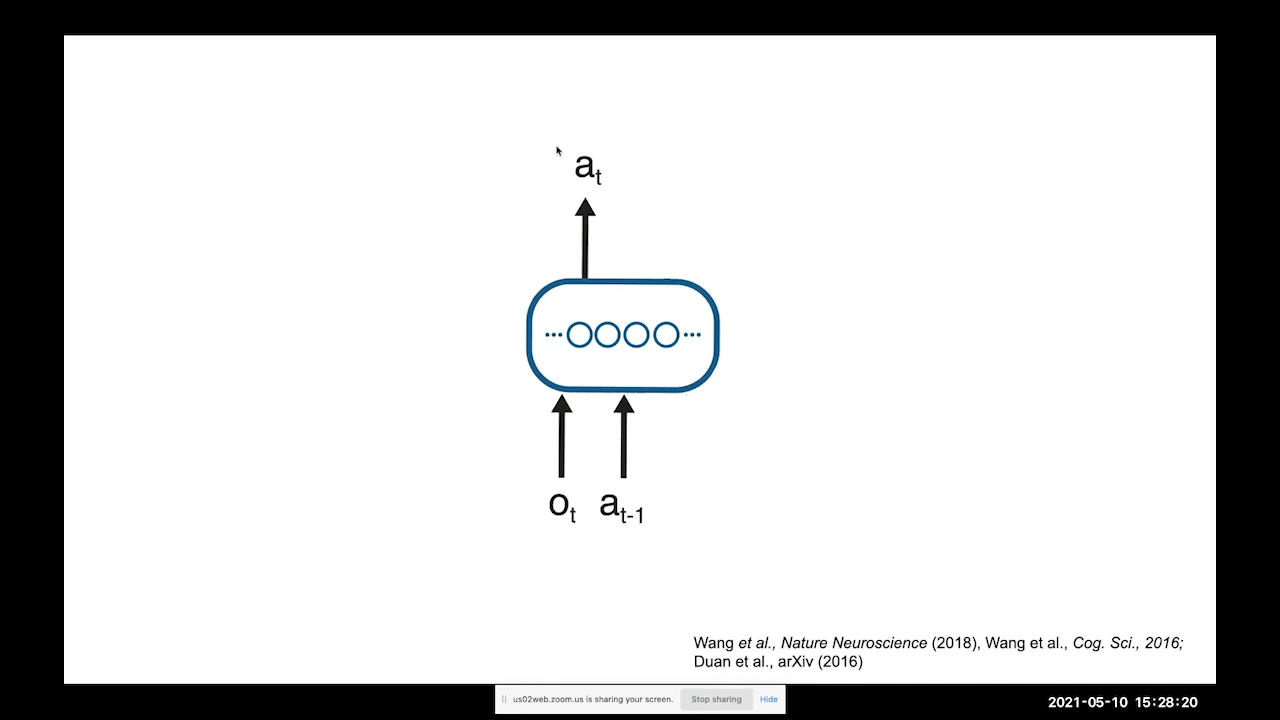 at
ot at-1
Wang et al., Nature Neuroscience (2018), Wang et al., Cog. Sci., 2016;
Duan et al., arXiv (2016)
us02web.zoom.us is sharing your screen. Stop sharing Hide
2021-05-10 15:28:20